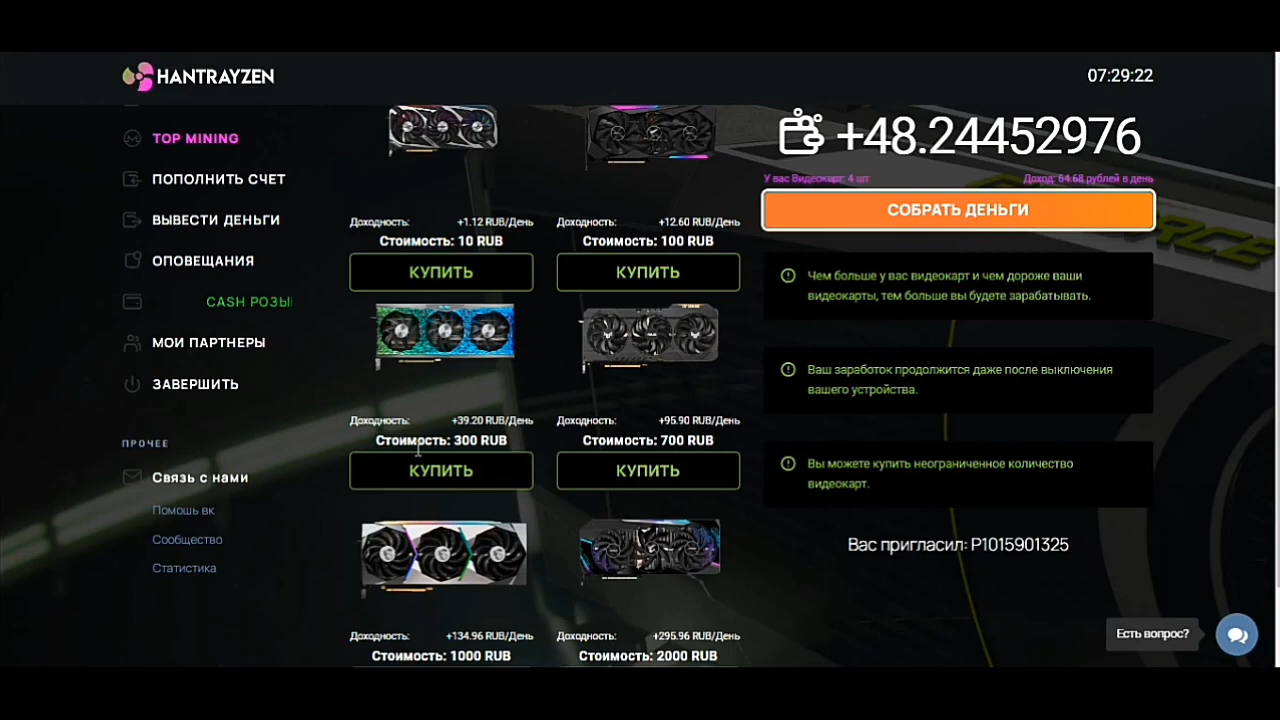 HANTRAYZEN
07:29:22
TOP MINING
ПОПОЛНИТЬ СЧЕТ
ВЫВЕСТИ ДЕНЬГИ
ОПОВЕЩАНИЯ
CASH РОЗЫ
МОИ ПАРТНЕРЫ
ЗАВЕРШИТЬ
ПРОЧЕЕ
Связь с нами
Помошь вк
Сообщество
Статистика
Доходность: +1.12 RUB/День
Стоимость: 10 RUB
КУПИТЬ
Доходность: +12.60 RUB/День
Стоимость: 100 RUB
КУПИТЬ
Доходность: +39.20 RUB/День
Стоимость: 300 RUB
КУПИТЬ
Доходность: +95.90 RUB/День
Стоимость: 700 RUB
КУПИТЬ
Доходность: +134.96 RUB/День
Стоимость: 1000 RUB
Доходность: +295.96 RUB/День
Стоимость: 2000 RUB
+48.24452976
У вас Видеокарт: 4 шт
Доход: 64.68 рублей в день
СОБРАТЬ ДЕНЬГИ
Чем больше у вас видеокарт и чем дороже ваши
видеокарты, тем больше вы будете зарабатывать.
Ваш заработок продолжится даже после выключения
вашего устройства.
Вы можете купить неограниченное количество
видеокарт.
Вас пригласил: P1015901325
Есть вопрос?